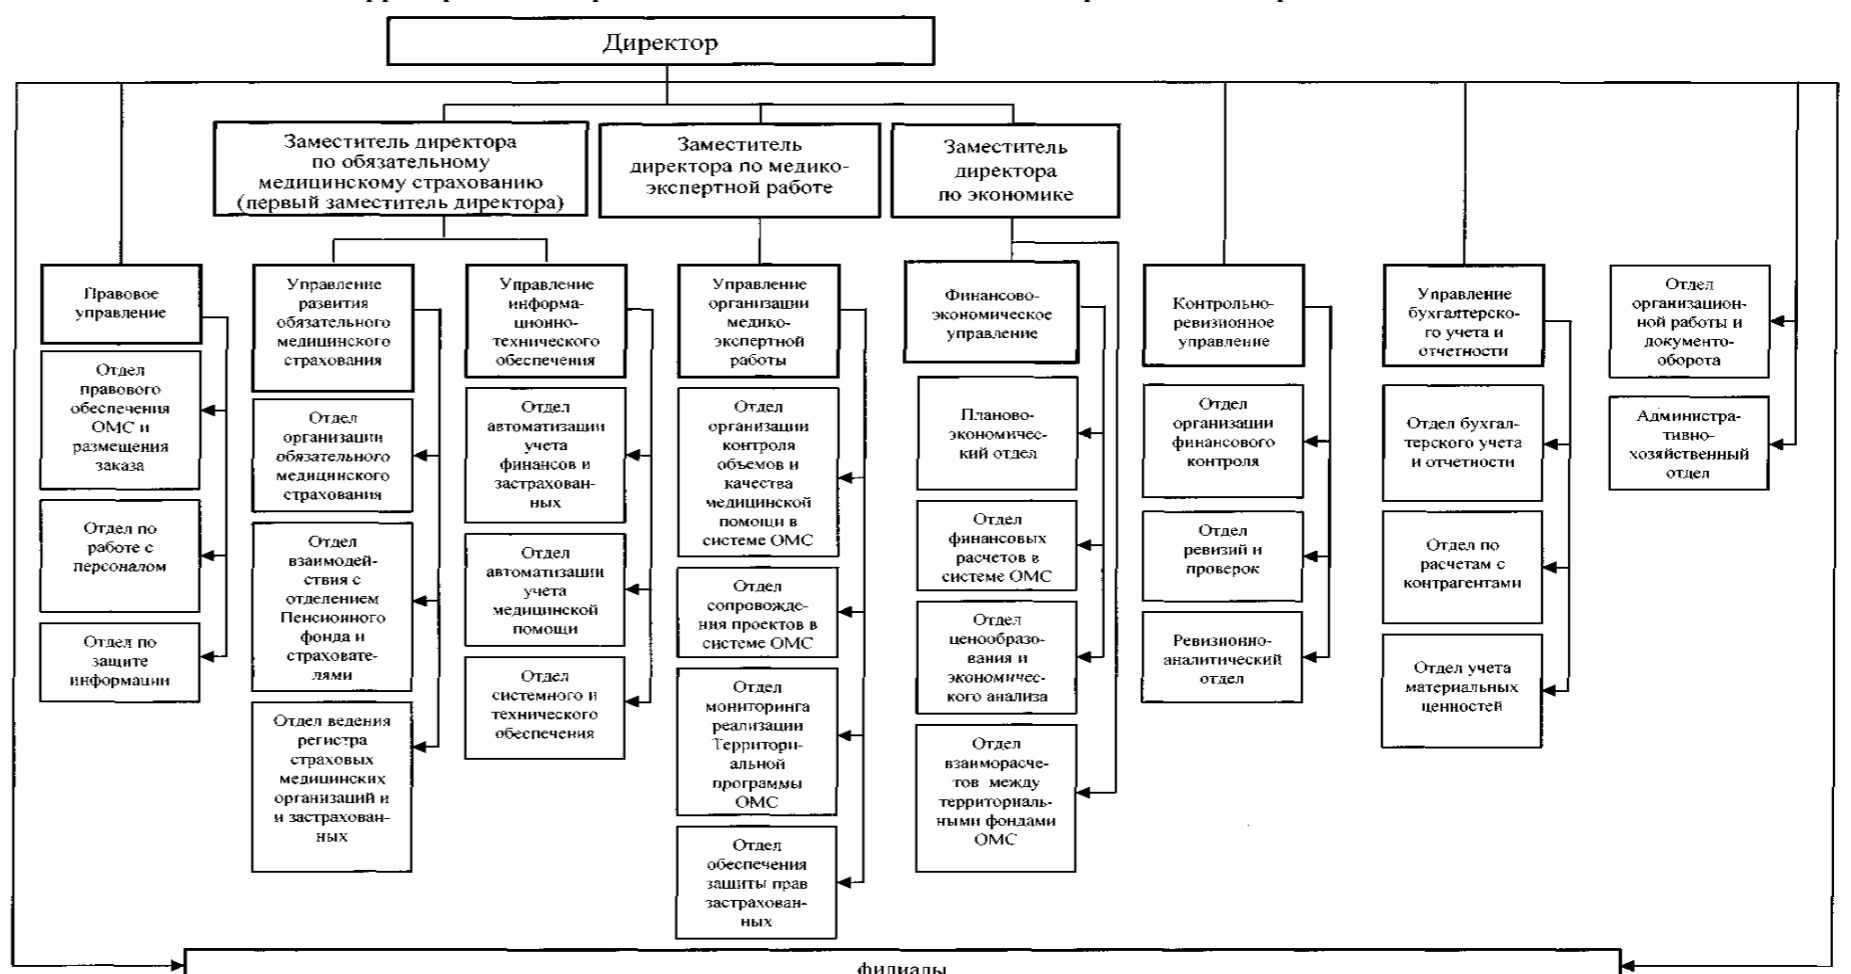 Директор
Заместитель директора
по обязательному
медицинскому страхованию
(первый заместитель директора)
Заместитель
директора по медико-
экспертной работе
Заместитель
директора
по экономике
Правовое
управление
Отдел
правового
обеспечения
ОМС и
размещения
заказа
Отдел по
работе с
персоналом
Отдел по
защите
информации
Управление
развития
обязательного
медицинского
страхования
Отдел
организации
обязательного
медицинского
страхования
Отдел
взаимодей-
ствия с
отделением
Пенсионного
фонда и
страховате-
лями
Отдел ведения
регистра
страховых
медицинских
организаций и
и застрахован-
ных
Управление
информа-
ционно-
технического
обеспечения
Отдел
автоматизации
учета
финансов и
застрахован-
ных
Отдел
автоматизации
учета
медицинской
помощи
Отдел
системного и
технического
обеспечения
Управление
организации
медико-
экспертной
работы
Отдел
организации
контроля
объемов и
качества
медицинской
помощи в
системе ОМС
Отдел
сопровожде-
ния проектов в
системе ОМС
Отдел
мониторинга
реализации
Территори-
альной
программы
ОМС
Отдел
обеспечения
защиты прав
застрахован-
ных
Финансово-
экономическое
управление
Планово-
экономичес-
кий отдел
Отдел
финансовых
расчетов в
системе ОМС
Отдел
ценообразо-
вания и
экономичес-
кого анализа
Отдел
взаиморасче-
тов между
территориаль-
ными фондами
ОМС
Контрольно-
ревизионное
управление
Отдел
организации
финансового
контроля
Отдел
ревизий и
проверок
Ревизионно-
аналитический
отдел
Управление
бухгалтерско-
го учета и
отчетности
Отдел бухгал-
терского учета
и отчетности
Отдел по
расчетам с
контрагентами
Отдел учета
материальных
ценностей
Отдел
организацион-
ной работы и
документо-
оборота
Администра-
тивно-
хозяйственный
отдел
филиалы